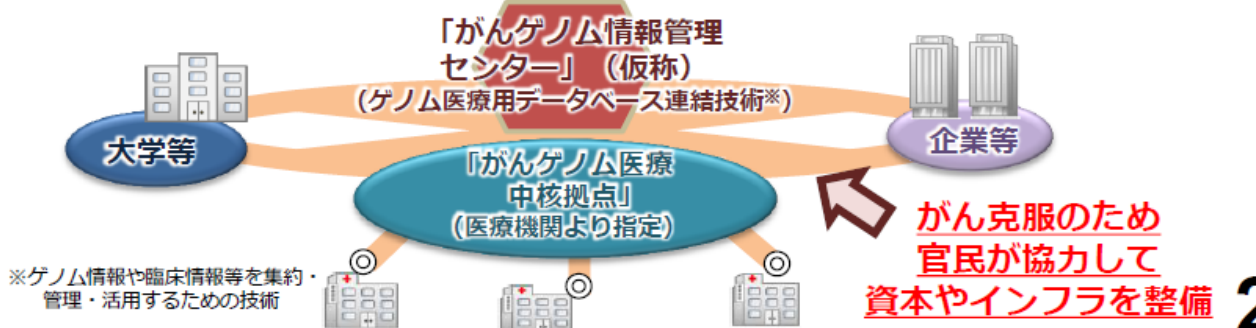 「がんゲノム情報管理
センター」（仮称）
(ゲノム医療用データベース連結技術※)
大学等
企業等
「がんゲノム医療
中核拠点」
（医療機関より指定）
がん克服のため
官民が協力して
資本やインフラを整備
※ゲノム情報や臨床情報等を集約・
管理・活用するための技術